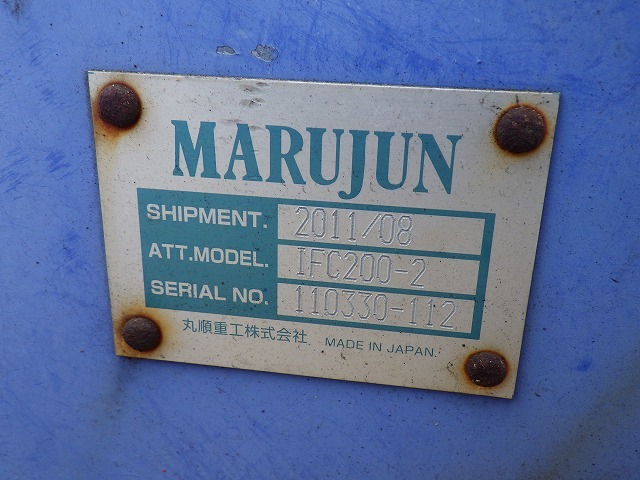 MARUJUN
SHIPMENT. 2011/08
ATT.MODEL. IFC200-2
SERIAL NO. 110330-112
丸順重工株式会社 MADE IN JAPAN.